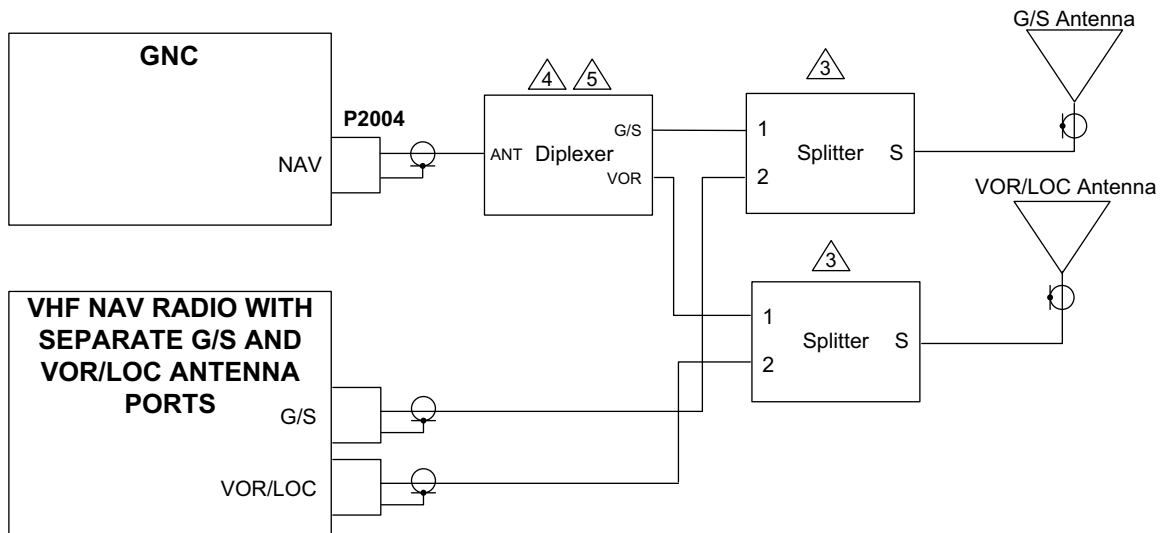 GNC
P2004
NAV
4
5
ANT
Diplexer
G/S
VOR
3
1
2
Splitter
S
G/S Antenna
VOR/LOC Antenna
3
1
2
Splitter
S
VHF NAV RADIO WITH
SEPARATE G/S AND
VOR/LOC ANTENNA
PORTS
G/S
VOR/LOC